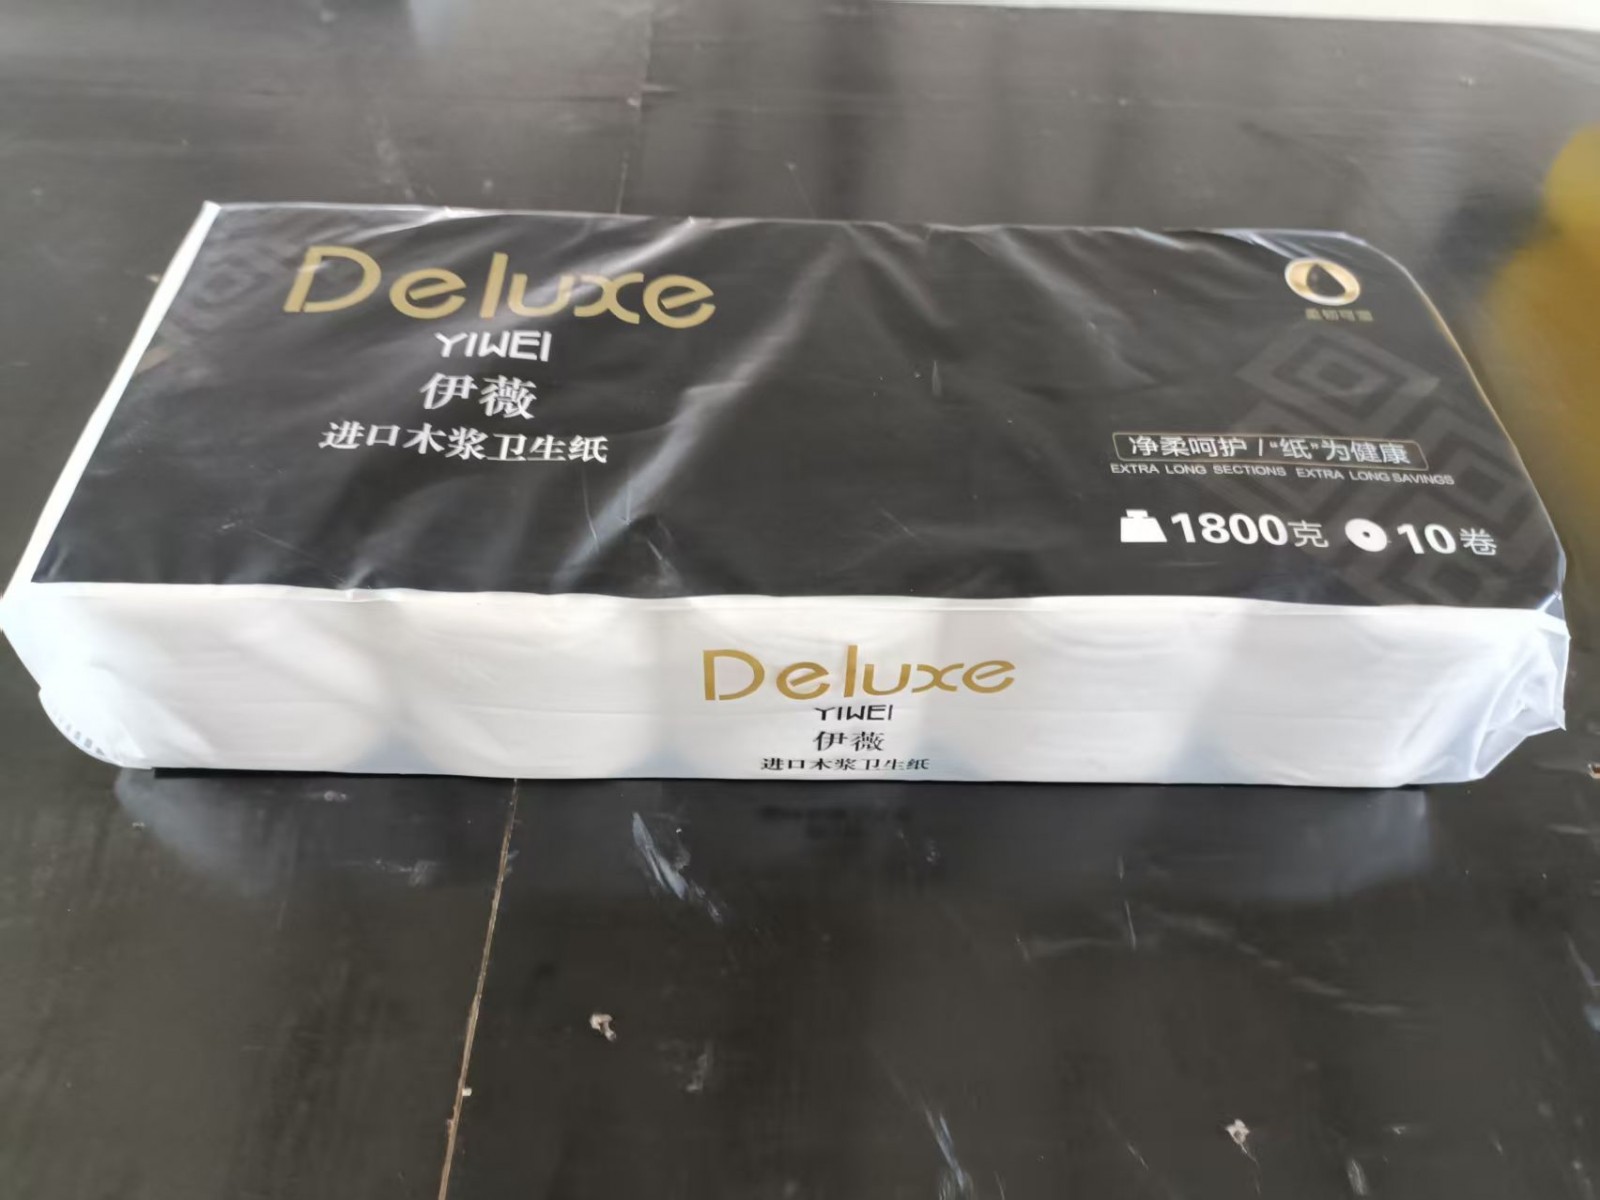 Deluxe
YIWEI
伊薇
进口木浆卫生纸
净柔呵护 / “纸”为健康
EXTRA LONG SECTIONS EXTRA LONG SAVINGS
1800克 10卷
Deluxe
YIWEI
伊薇
进口木浆卫生纸